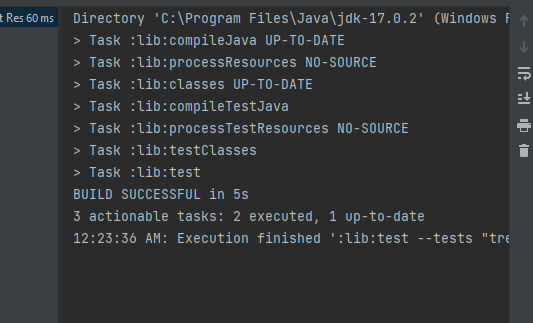 t Res 60 ms
Directory 'C:\Program Files\Java\jdk-17.0.2' (Windows
> Task :lib:compileJava UP-TO-DATE
> Task :lib:processResources NO-SOURCE
> Task :lib:classes UP-TO-DATE
> Task :lib:compileTestJava
> Task :lib:processTestResources NO-SOURCE
> Task :lib:testClasses
> Task :lib:test
BUILD SUCCESSFUL in 5s
3 actionable tasks: 2 executed, 1 up-to-date
12:23:36 AM: Execution finished ':lib:test --tests "tre